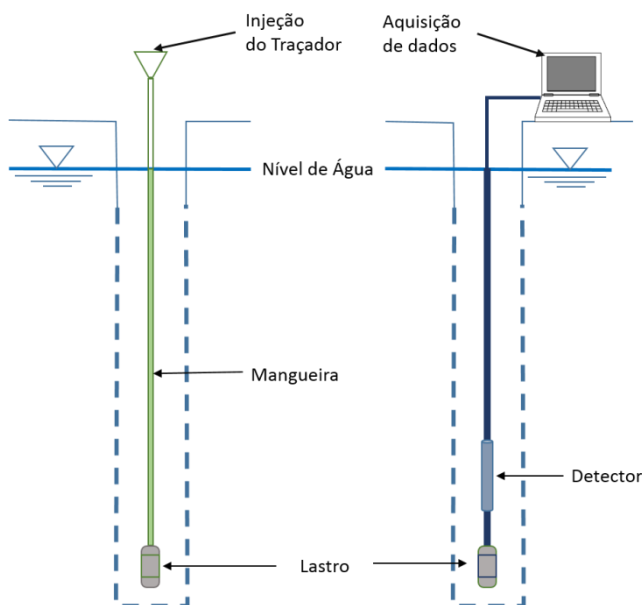 Injeção
do Traçador
Aquisição
de dados
Nível de Água
Mangueira
Detector
Lastro